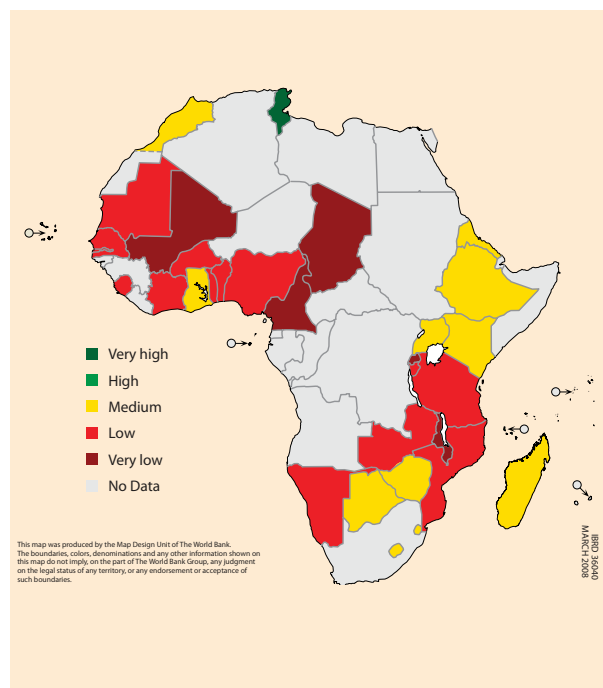 Very high
High
Medium
Low
Very low
No Data
This map was produced by the Map Design Unit of The World Bank.
The boundaries, colors, denominations and any other information shown on
this map do not imply, on the part of The World Bank Group, any judgment
on the legal status of any territory, or any endorsement or acceptance of
such boundaries.
IBRD 36040
MARCH 2008